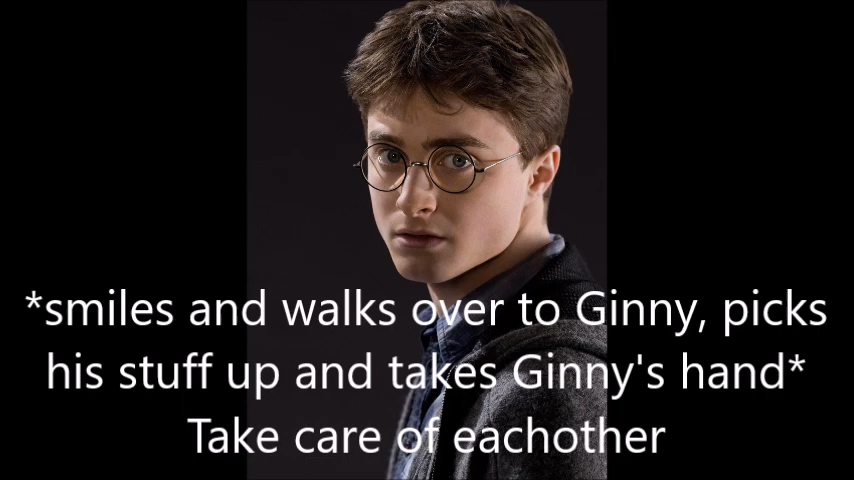 *smiles and walks over to Ginny, picks
his stuff up and takes Ginny's hand*
Take care of eachother